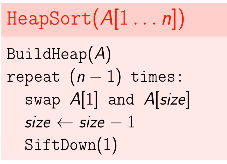 HeapSort(A[1...n])
BuildHeap(A)
repeat (n − 1) times:
swap A[1] and A[size]
size ← size − 1
SiftDown(1)